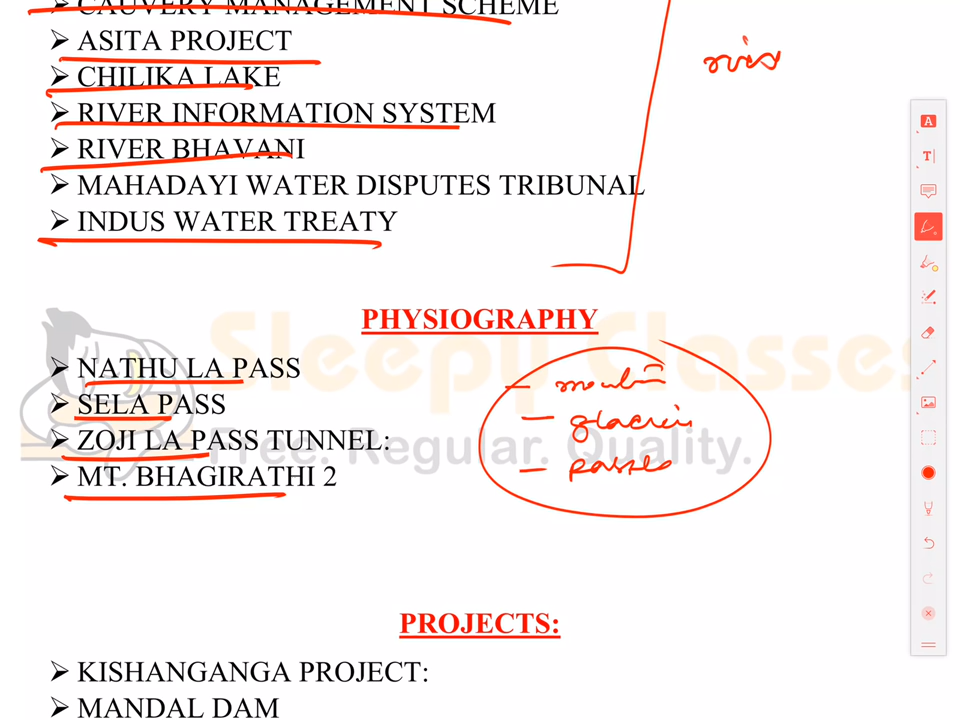 ➢ CAUVERY MANAGEMENT SCHEME
➢ ASITA PROJECT
➢ CHILIKA LAKE
➢ RIVER INFORMATION SYSTEM
➢ RIVER BHAVANI
➢ MAHADAYI WATER DISPUTES TRIBUNAL
➢ INDUS WATER TREATY
PHYSIOGRAPHY
Sleepy Classes
Free. Regular. Quality.
➢ NATHU LA PASS
➢ SELA PASS
➢ ZOJI LA PASS TUNNEL:
➢ MT. BHAGIRATHI 2
– passes
PROJECTS:
➢ KISHANGANGA PROJECT:
➢ MANDAL DAM
A
T